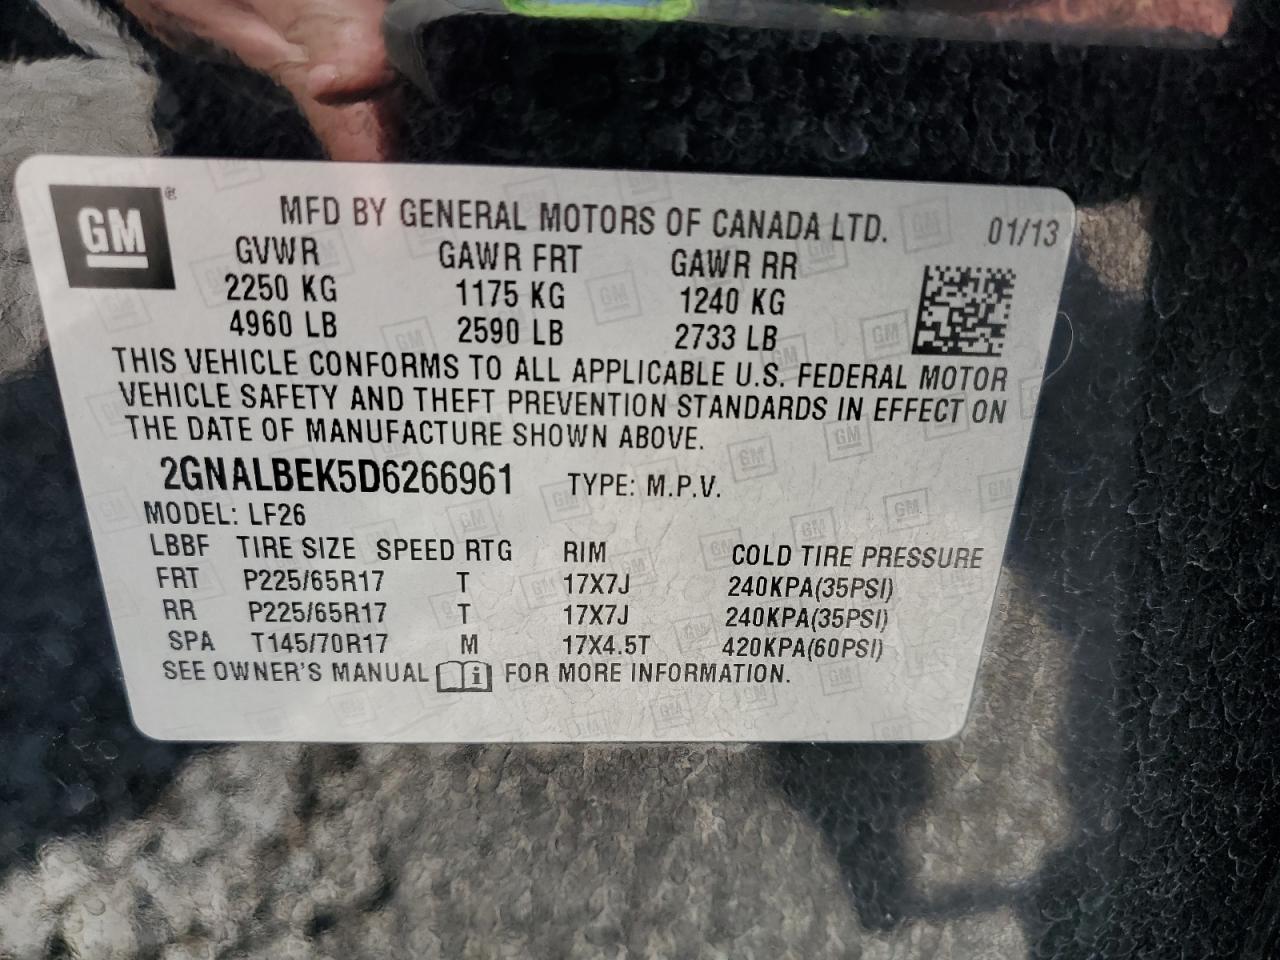 GM ®
MFD BY GENERAL MOTORS OF CANADA LTD. 01/13
GVWR GAWR FRT GAWR RR
2250 KG 1175 KG 1240 KG
4960 LB 2590 LB 2733 LB
THIS VEHICLE CONFORMS TO ALL APPLICABLE U.S. FEDERAL MOTOR
VEHICLE SAFETY AND THEFT PREVENTION STANDARDS IN EFFECT ON
THE DATE OF MANUFACTURE SHOWN ABOVE.
2GNALBEK5D6266961 TYPE: M.P.V.
MODEL: LF26
LBBF TIRE SIZE SPEED RTG RIM COLD TIRE PRESSURE
FRT P225/65R17 T 17X7J 240KPA(35PSI)
RR P225/65R17 T 17X7J 240KPA(35PSI)
SPA T145/70R17 M 17X4.5T 420KPA(60PSI)
SEE OWNER'S MANUAL i FOR MORE INFORMATION.